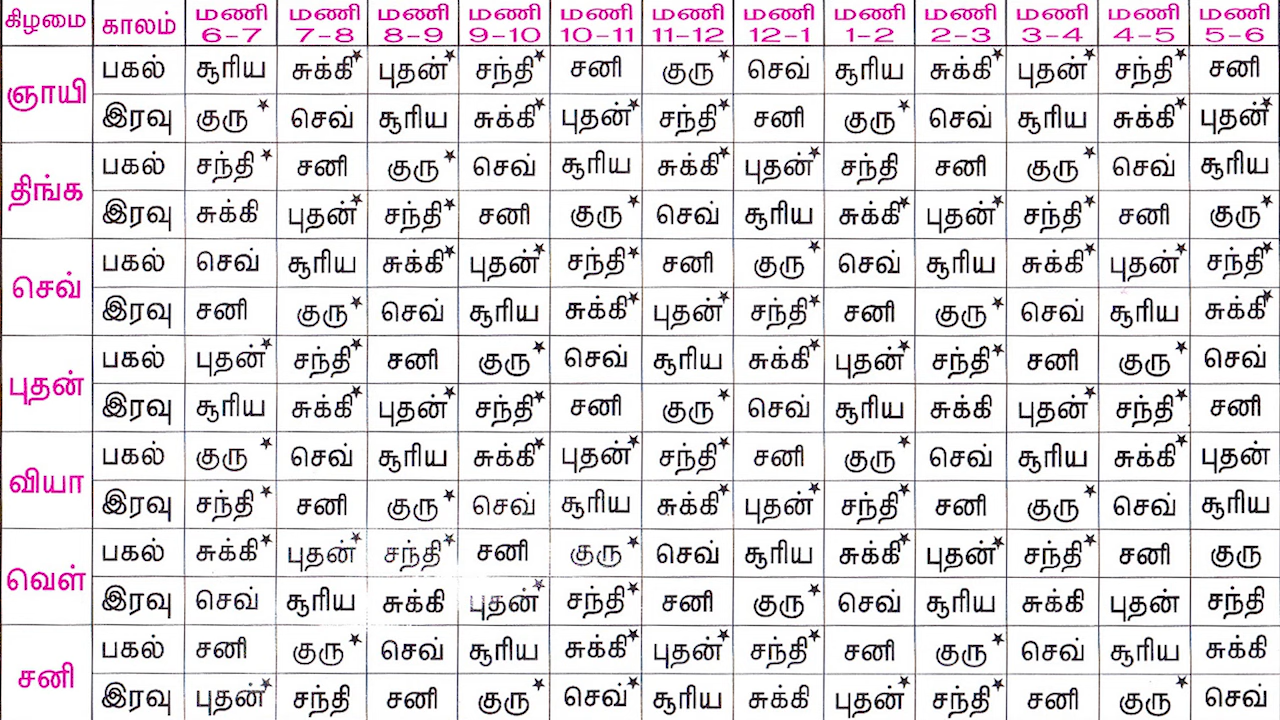 கிழமை காலம் மணி 6-7 மணி 7-8 மணி 8-9 மணி 9-10 மணி 10-11 மணி 11-12 மணி 12-1 மணி 1-2 மணி 2-3 மணி 3-4 மணி 4-5 மணி 5-6
ஞாயி பகல் சூரிய சுக்கி★ புதன்★ சந்தி★ சனி குரு★ செவ் சூரிய சுக்கி★ புதன்★ சந்தி★ சனி
இரவு குரு★ செவ் சூரிய சுக்கி★ புதன்★ சந்தி★ சனி குரு★ செவ் சூரிய சுக்கி★ புதன்★
திங்க பகல் சந்தி★ சனி குரு★ செவ் சூரிய சுக்கி★ புதன்★ சந்தி சனி குரு★ செவ் சூரிய
இரவு சுக்கி புதன்★ சந்தி★ சனி குரு★ செவ் சூரிய சுக்கி★ புதன்★ சந்தி★ சனி குரு★
செவ் பகல் செவ் சூரிய சுக்கி★ புதன்★ சந்தி★ சனி குரு★ செவ் சூரிய சுக்கி★ புதன்★ சந்தி★
இரவு சனி குரு★ செவ் சூரிய சுக்கி★ புதன்★ சந்தி★ சனி குரு★ செவ் சூரிய சுக்கி★
புதன் பகல் புதன்★ சந்தி★ சனி குரு★ செவ் சூரிய சுக்கி★ புதன்★ சந்தி★ சனி குரு★ செவ்
இரவு சூரிய சுக்கி★ புதன்★ சந்தி★ சனி குரு★ செவ் சூரிய சுக்கி புதன்★ சந்தி★ சனி
வியா பகல் குரு★ செவ் சூரிய சுக்கி★ புதன்★ சந்தி★ சனி குரு★ செவ் சூரிய சுக்கி★ புதன்
இரவு சந்தி★ சனி குரு★ செவ் சூரிய சுக்கி★ புதன்★ சந்தி★ சனி குரு★ செவ் சூரிய
வெள் பகல் சுக்கி★ புதன்★ சந்தி★ சனி குரு★ செவ் சூரிய சுக்கி★ புதன்★ சந்தி★ சனி குரு
இரவு செவ் சூரிய சுக்கி புதன்★ சந்தி★ சனி குரு★ செவ் சூரிய சுக்கி புதன் சந்தி
சனி பகல் சனி குரு★ செவ் சூரிய சுக்கி★ புதன்★ சந்தி★ சனி குரு★ செவ் சூரிய சுக்கி
இரவு புதன்★ சந்தி சனி குரு★ செவ்★ சூரிய சுக்கி புதன்★ சந்தி★ சனி குரு★ செவ்